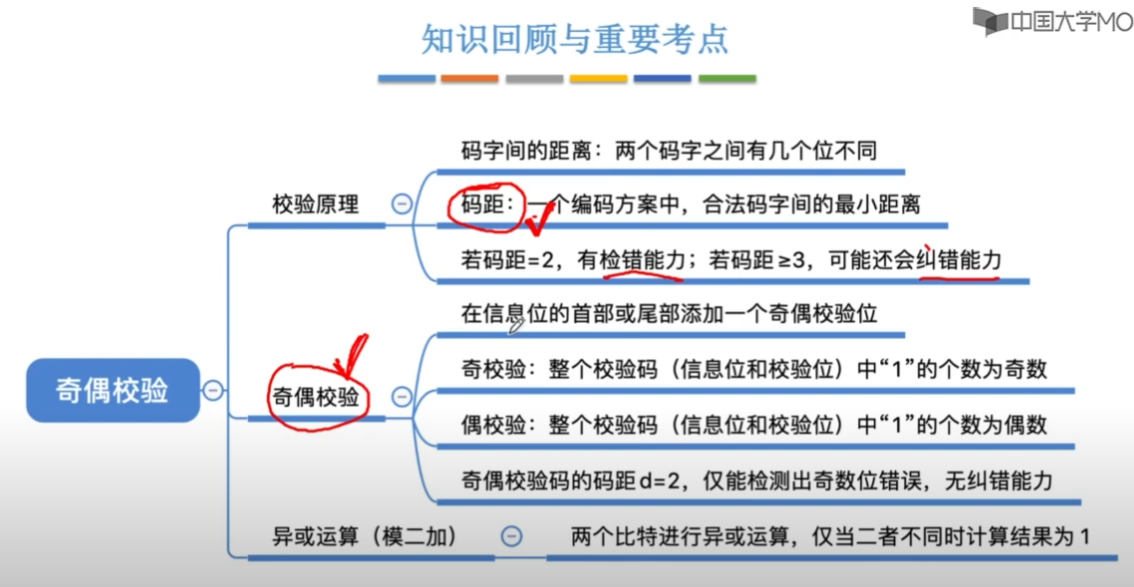 中国大学MO
知识回顾与重要考点
码字间的距离：两个码字之间有几个位不同
校验原理
码距：一个编码方案中，合法码字间的最小距离
若码距=2，有检错能力；若码距≥3，可能还会纠错能力
在信息位的首部或尾部添加一个奇偶校验位
奇校验：整个校验码（信息位和校验位）中“1”的个数为奇数
奇偶校验
奇偶校验
偶校验：整个校验码（信息位和校验位）中“1”的个数为偶数
奇偶校验码的码距d=2，仅能检测出奇数位错误，无纠错能力
异或运算（模二加）
两个比特进行异或运算，仅当二者不同时计算结果为1